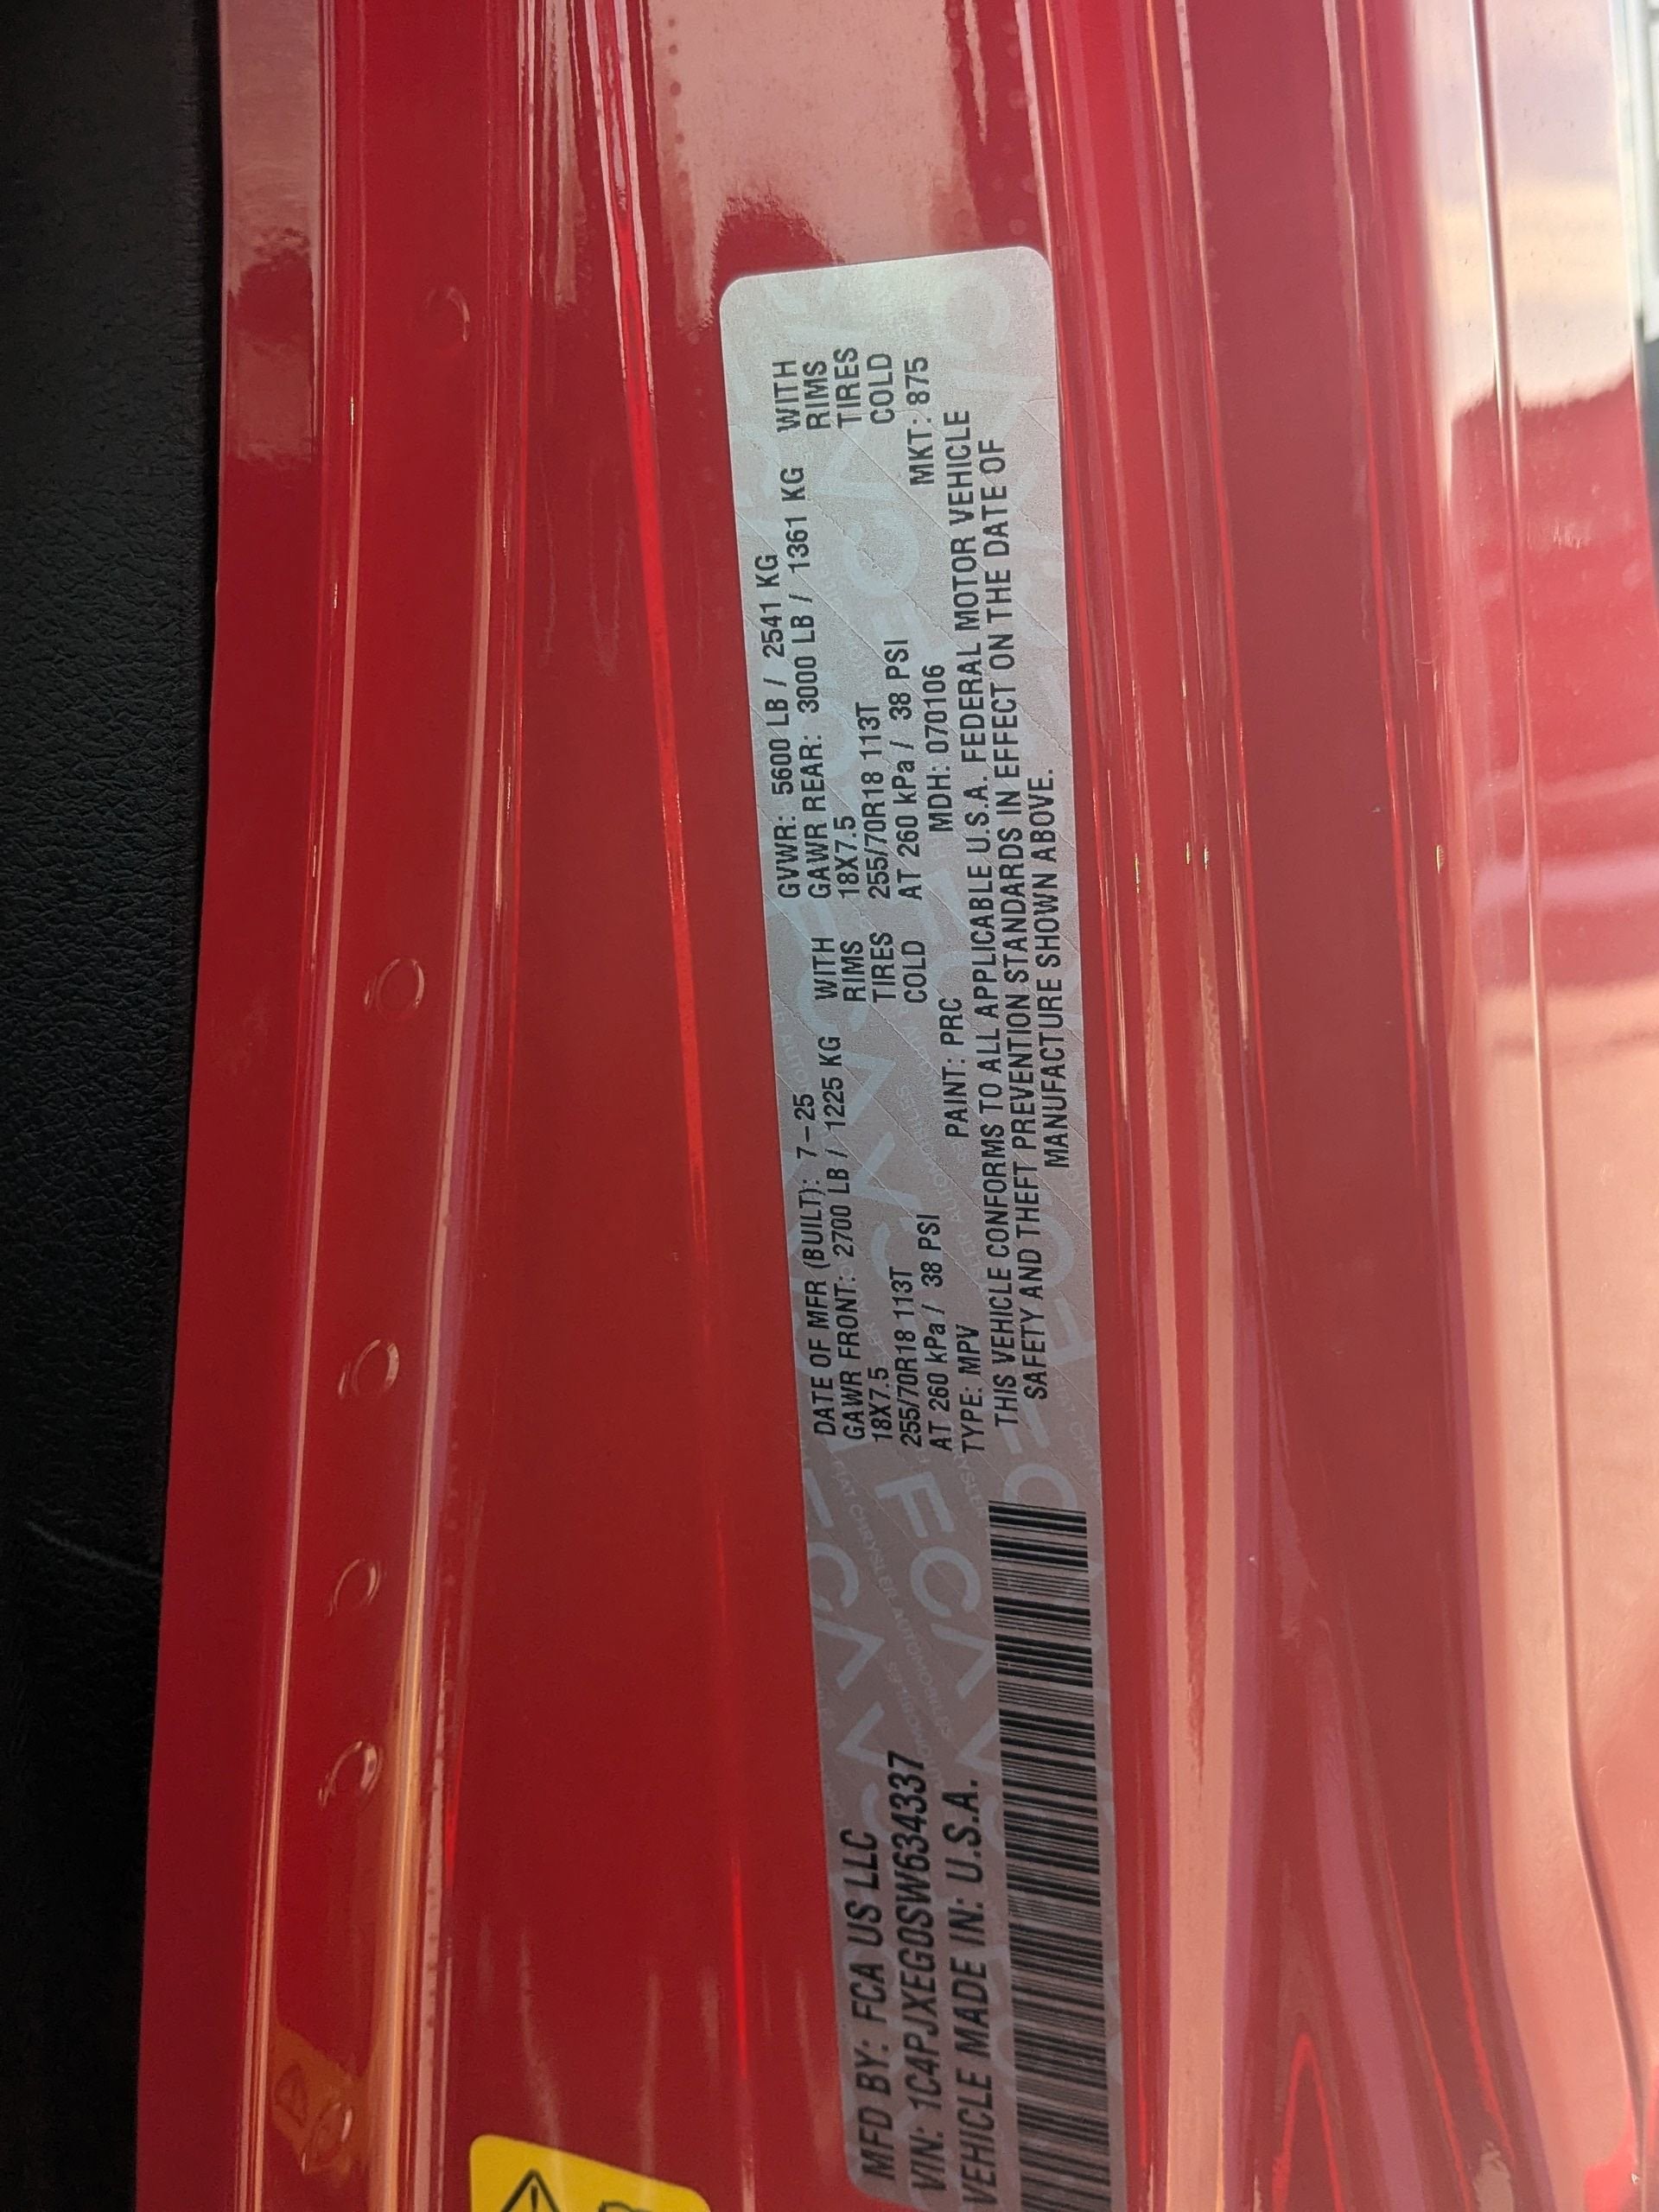 MFD BY: FCA US LLC
VIN: 1C4PJXEG0SW634337
VEHICLE MADE IN: U.S.A.
DATE OF MFR (BUILT): 7-25 GVWR: 5600 LB / 2541 KG
GAWR FRONT: 2700 LB / 1225 KG WITH GAWR REAR: 3000 LB / 1361 KG WITH
18X7.5 RIMS 18X7.5 RIMS
255/70R18 113T TIRES 255/70R18 113T TIRES
AT 260 kPa / 38 PSI COLD AT 260 kPa / 38 PSI COLD
TYPE: MPV PAINT: PRC MDH: 070106 MKT: 875
THIS VEHICLE CONFORMS TO ALL APPLICABLE U.S.A. FEDERAL MOTOR VEHICLE
SAFETY AND THEFT PREVENTION STANDARDS IN EFFECT ON THE DATE OF
MANUFACTURE SHOWN ABOVE.